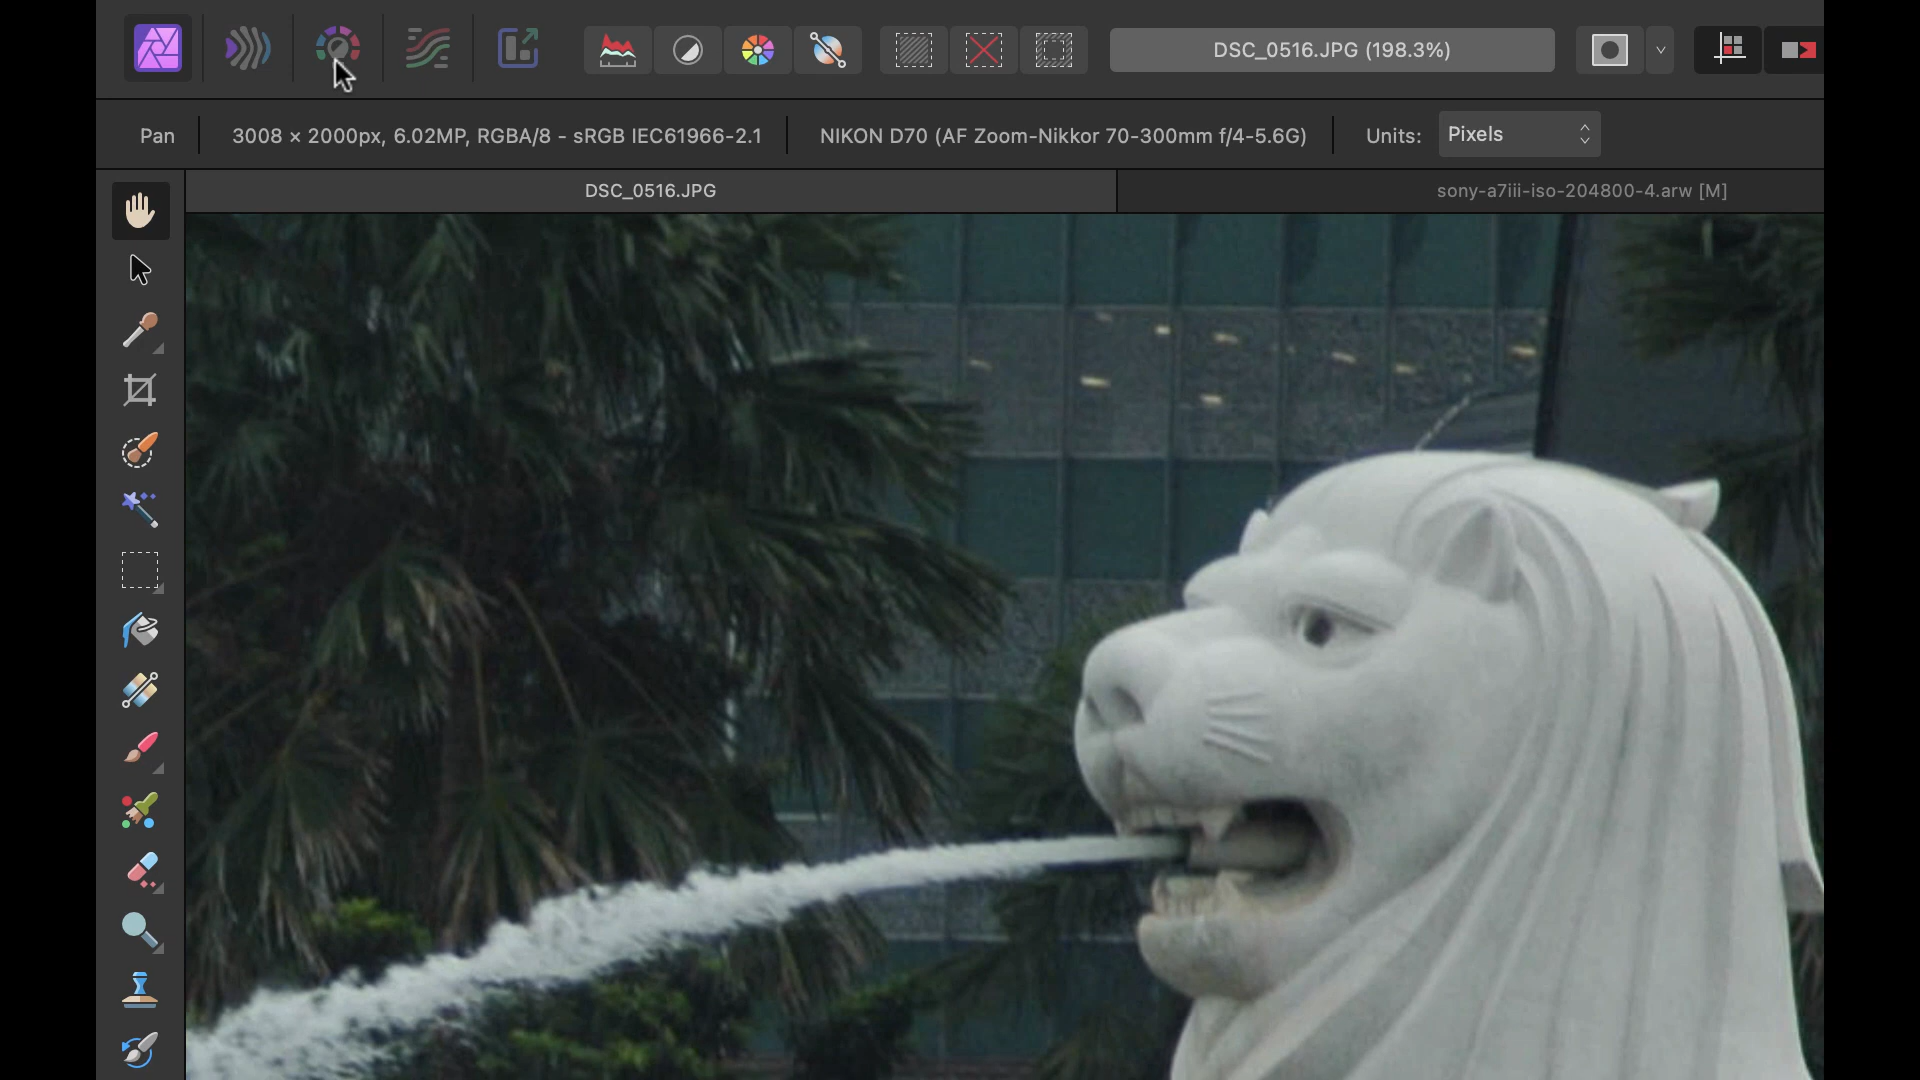 DSC_0516.JPG (198.3%)
Pan
3008 × 2000px, 6.02MP, RGBA/8 - sRGB IEC61966-2.1
NIKON D70 (AF Zoom-Nikkor 70-300mm f/4-5.6G)
Units:
Pixels
DSC_0516.JPG
sony-a7iii-iso-204800-4.arw [M]